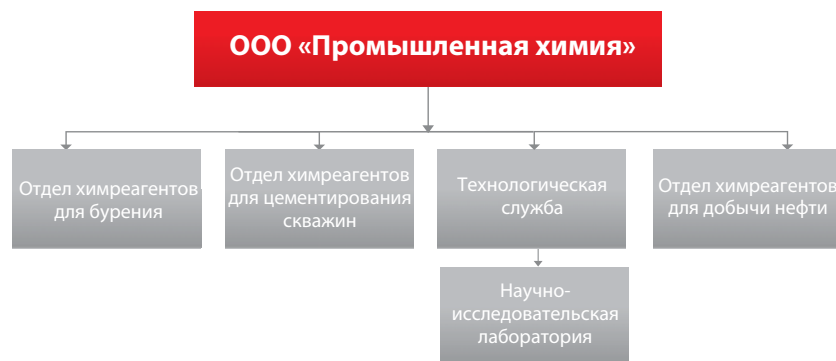 ООО «Промышленная химия»
Отдел химреагентов
для бурения
Отдел химреагентов
для цементирования
скважин
Технологическая
служба
Отдел химреагентов
для добычи нефти
Научно-
исследовательская
лаборатория